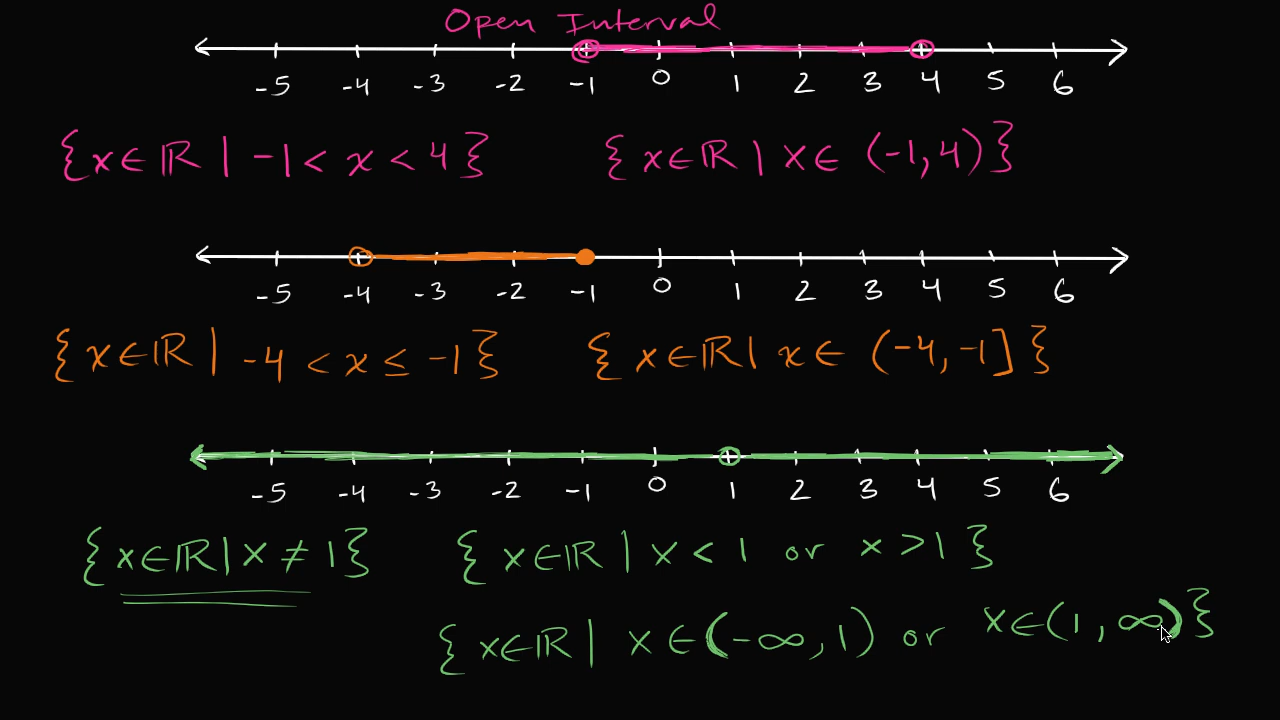 Open Interval
-5 -4 -3 -2 -1 0 1 2 3 4 5 6
{x∈ℝ | -1 < x < 4} {x∈ℝ | x∈ (-1,4)}
-5 -4 -3 -2 -1 0 1 2 3 4 5 6
{x∈ℝ | -4 < x ≤ -1} {x∈ℝ | x∈ (-4,-1]}
-5 -4 -3 -2 -1 0 1 2 3 4 5 6
{x∈ℝ | x ≠ 1} {x∈ℝ | x < 1 or x > 1}
{x∈ℝ | x∈(-∞,1) or x∈(1,∞)}